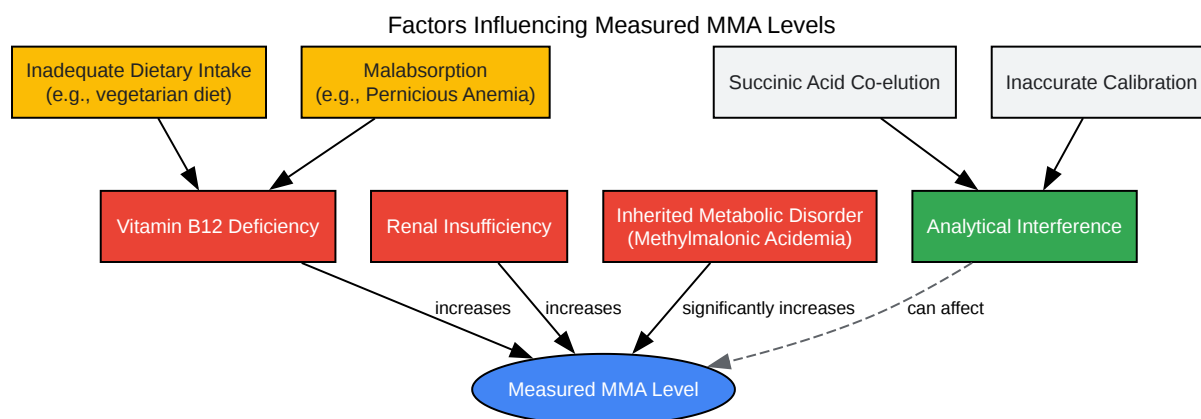 Factors Influencing Measured MMA Levels
Inadequate Dietary Intake
(e.g., vegetarian diet)
Malabsorption
(e.g., Pernicious Anemia)
Succinic Acid Co-elution
Inaccurate Calibration
Vitamin B12 Deficiency
Renal Insufficiency
Inherited Metabolic Disorder
(Methylmalonic Acidemia)
Analytical Interference
increases
increases
significantly increases
can affect
Measured MMA Level